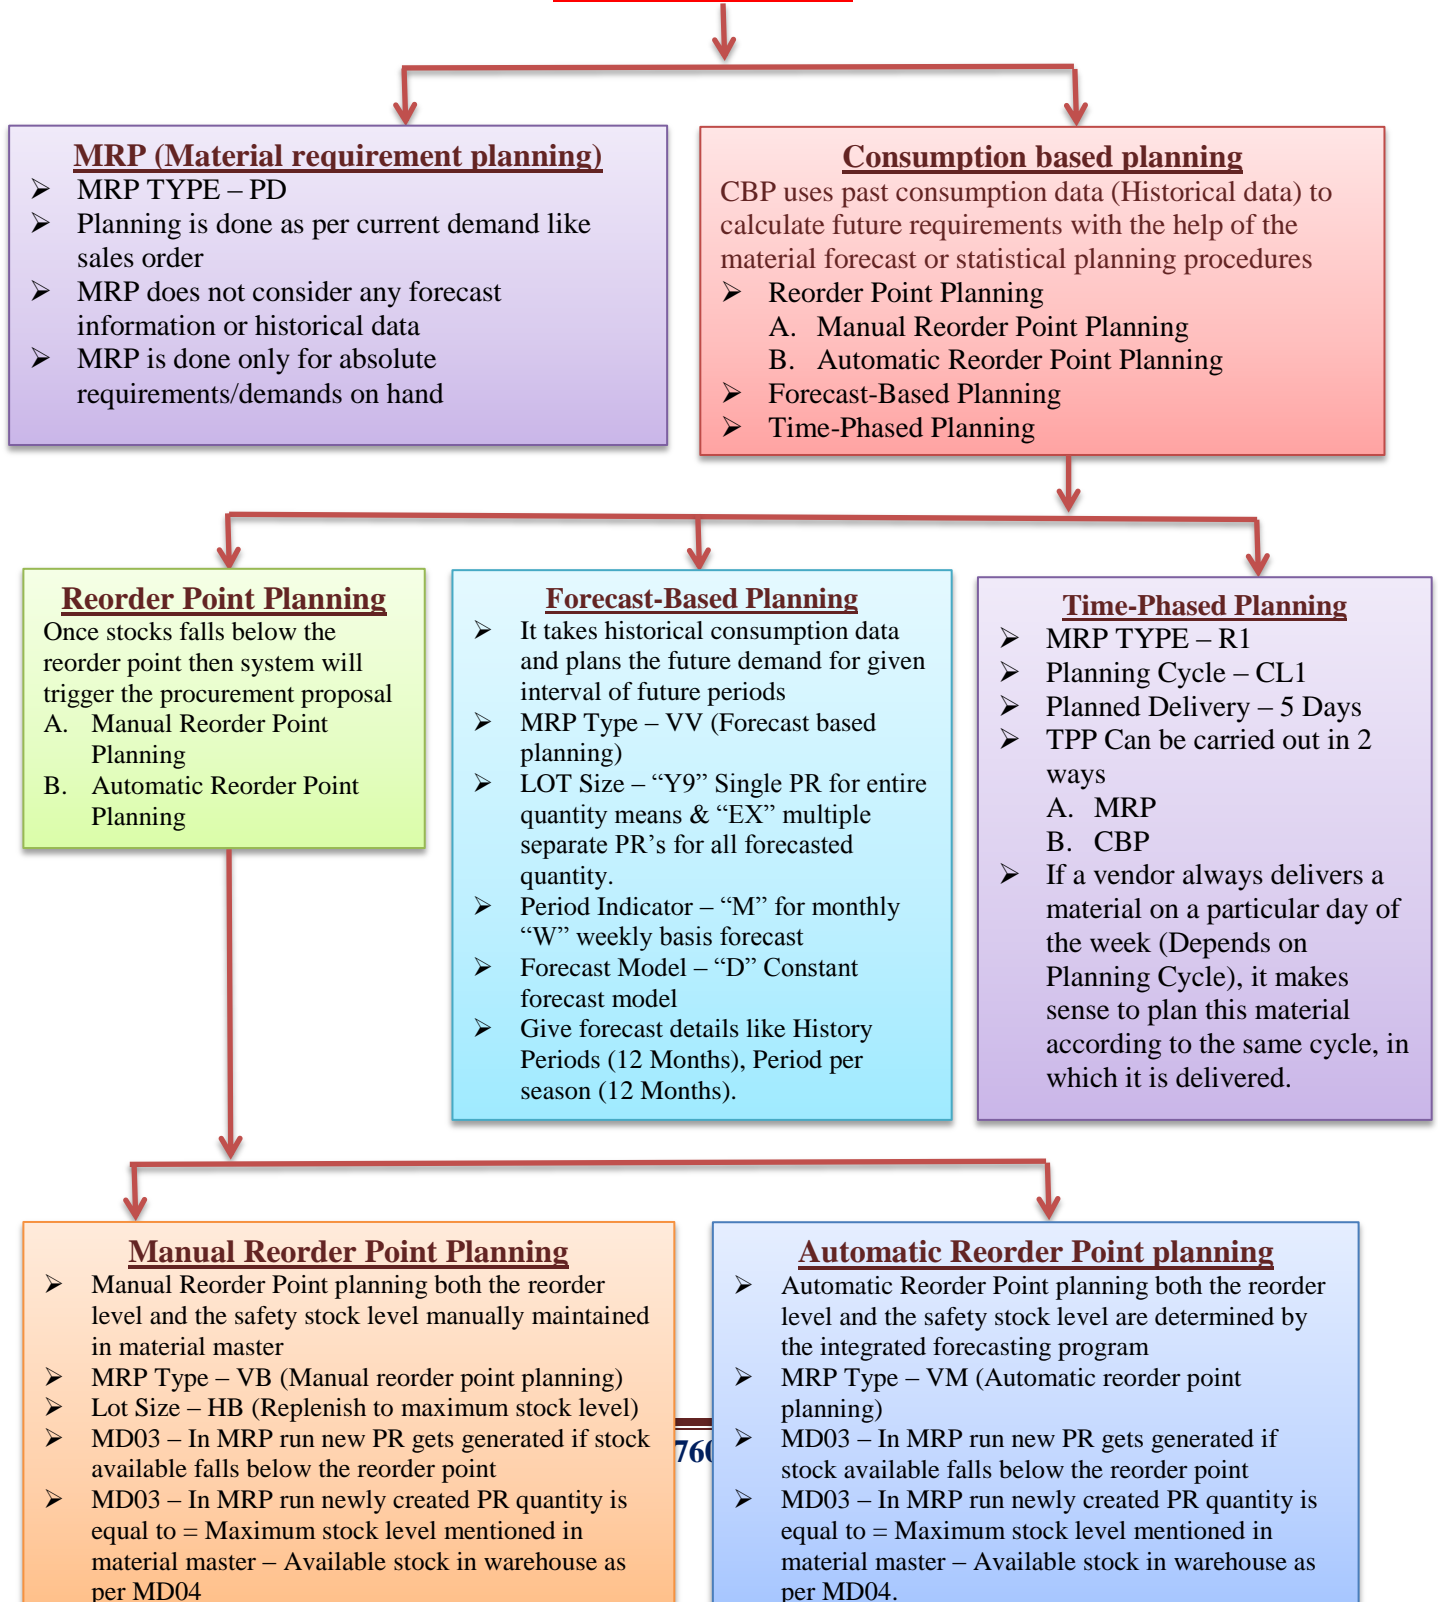 MRP (Material requirement planning)
➢ MRP TYPE – PD
➢ Planning is done as per current demand like
sales order
➢ MRP does not consider any forecast
information or historical data
➢ MRP is done only for absolute
requirements/demands on hand
Consumption based planning
CBP uses past consumption data (Historical data) to
calculate future requirements with the help of the
material forecast or statistical planning procedures
➢ Reorder Point Planning
A. Manual Reorder Point Planning
B. Automatic Reorder Point Planning
➢ Forecast-Based Planning
➢ Time-Phased Planning
Reorder Point Planning
Once stocks falls below the
reorder point then system will
trigger the procurement proposal
A. Manual Reorder Point
Planning
B. Automatic Reorder Point
Planning
Forecast-Based Planning
➢ It takes historical consumption data
and plans the future demand for given
interval of future periods
➢ MRP Type – VV (Forecast based
planning)
➢ LOT Size – “Y9” Single PR for entire
quantity means & “EX” multiple
separate PR’s for all forecasted
quantity.
➢ Period Indicator – “M” for monthly
“W” weekly basis forecast
➢ Forecast Model – “D” Constant
forecast model
➢ Give forecast details like History
Periods (12 Months), Period per
season (12 Months).
Time-Phased Planning
➢ MRP TYPE – R1
➢ Planning Cycle – CL1
➢ Planned Delivery – 5 Days
➢ TPP Can be carried out in 2
ways
A. MRP
B. CBP
➢ If a vendor always delivers a
material on a particular day of
the week (Depends on
Planning Cycle), it makes
sense to plan this material
according to the same cycle, in
which it is delivered.
Manual Reorder Point Planning
➢ Manual Reorder Point planning both the reorder
level and the safety stock level manually maintained
in material master
➢ MRP Type – VB (Manual reorder point planning)
➢ Lot Size – HB (Replenish to maximum stock level)
➢ MD03 – In MRP run new PR gets generated if stock
available falls below the reorder point
➢ MD03 – In MRP run newly created PR quantity is
equal to = Maximum stock level mentioned in
material master – Available stock in warehouse as
per MD04
Automatic Reorder Point planning
➢ Automatic Reorder Point planning both the reorder
level and the safety stock level are determined by
the integrated forecasting program
➢ MRP Type – VM (Automatic reorder point
planning)
➢ MD03 – In MRP run new PR gets generated if
stock available falls below the reorder point
➢ MD03 – In MRP run newly created PR quantity is
equal to = Maximum stock level mentioned in
material master – Available stock in warehouse as
per MD04.